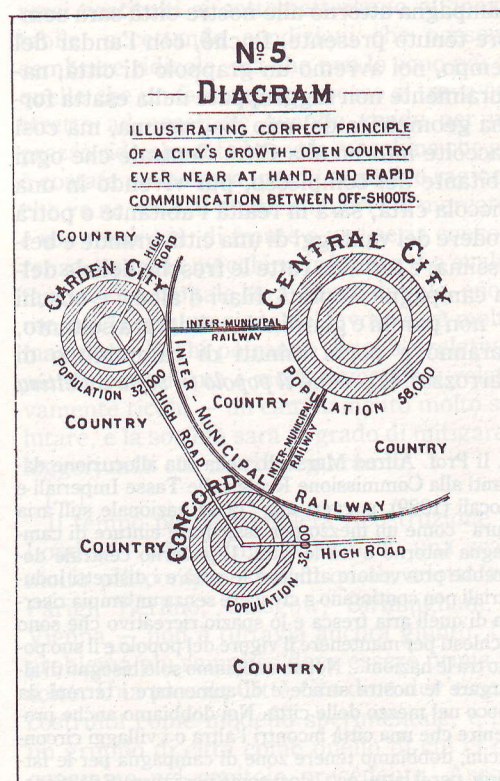 Nº 5.
DIAGRAM
ILLUSTRATING CORRECT PRINCIPLE
OF A CITY'S GROWTH - OPEN COUNTRY
EVER NEAR AT HAND, AND RAPID
COMMUNICATION BETWEEN OFF-SHOOTS.
COUNTRY
HIGH
ROAD
GARDEN CITY
POPULATION 32,000
CENTRAL CITY
POPULATION 58,000
INTER-MUNICIPAL
RAILWAY
INER-MUNICIPAL RAILWAY
HIGH ROAD
COUNTRY
COUNTRY
INTER-MUNICIPAL
RAILWAY
COUNTRY
CONCORD
POPULATION 32,000
COUNTRY
HIGH ROAD
COUNTRY